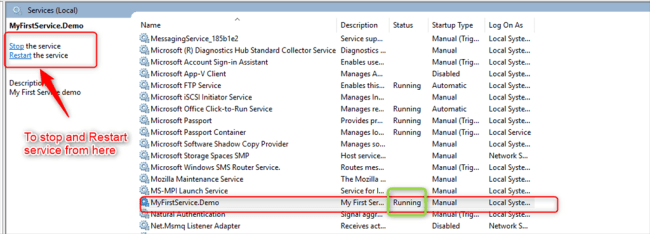 Services (Local)
MyFirstService.Demo
Stop the service
Restart the service
Description:
My First Service demo
To stop and Restart
service from here
Name Description Status Startup Type Log On As
MessagingService_185b1e2 Service sup... Manual (Trig... Local Syste...
Microsoft (R) Diagnostics Hub Standard Collector Service Diagnostics ... Manual Local Syste...
Microsoft Account Sign-in Assistant Enables use... Manual (Trig... Local Syste...
Microsoft App-V Client Manages A... Disabled Local Syste...
Microsoft FTP Service Enables this... Running Automatic Local Syste...
Microsoft iSCSI Initiator Service Manages In... Manual Local Syste...
Microsoft Office Click-to-Run Service Manages re... Running Automatic Local Syste...
Microsoft Passport Provides pr... Running Manual (Trig... Local Syste...
Microsoft Passport Container Manages lo... Running Manual (Trig... Local Service
Microsoft Software Shadow Copy Provider Manages so... Manual Local Syste...
Microsoft Storage Spaces SMP Host service... Manual Network S...
Microsoft Windows SMS Router Service. Routes mes... Manual (Trig... Local Syste...
Mozilla Maintenance Service The Mozilla ... Manual Local Syste...
MS-MPI Launch Service Service for l... Manual Local Syste...
MyFirstService.Demo My First Ser... Running Manual Local Syste...
Natural Authentication Signal aggr... Manual (Trig... Local Syste...
Net.Msmq Listener Adapter Receives act... Disabled Network S...